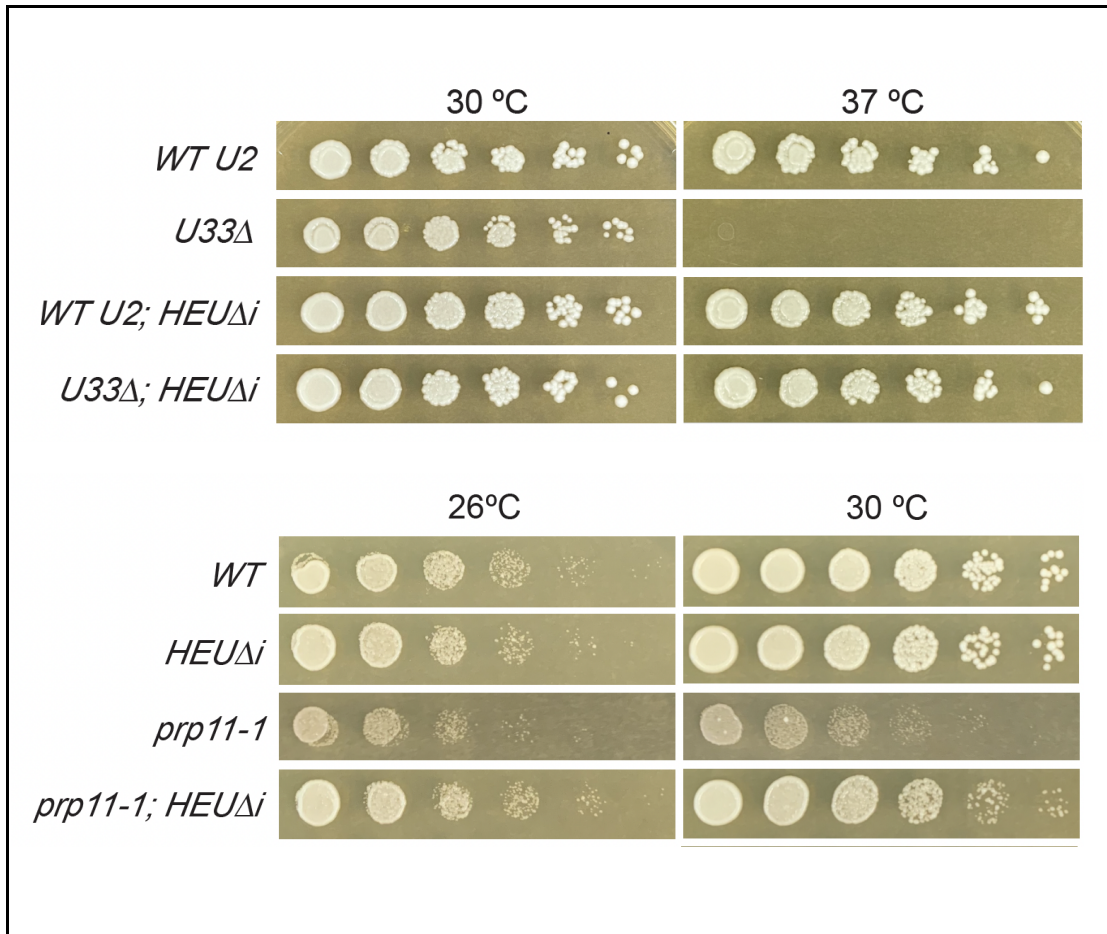 30 ºC 37 ºC
WT U2
U33Δ
WT U2; HEUΔi
U33Δ; HEUΔi
26ºC 30 ºC
WT
HEUΔi
prp11-1
prp11-1; HEUΔi